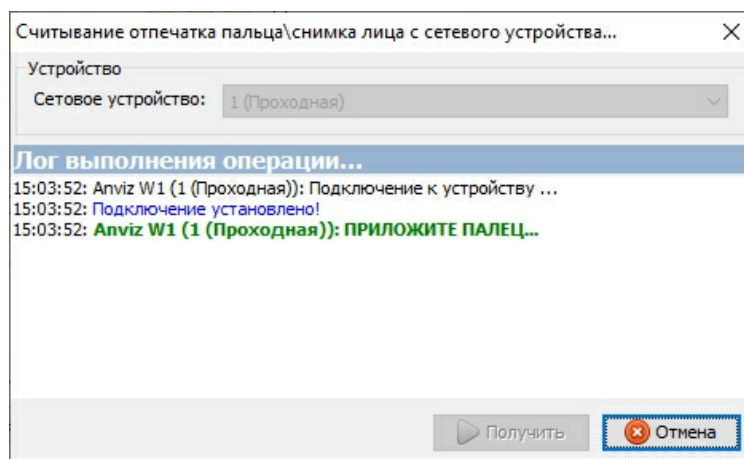 Считывание отпечатка пальца\снимка лица с сетевого устройства...
Устройство
Сетовое устройство: 1 (Проходная)
Лог выполнения операции...
15:03:52: Anviz W1 (1 (Проходная)): Подключение к устройству ...
15:03:52: Подключение установлено!
15:03:52: Anviz W1 (1 (Проходная)): ПРИЛОЖИТЕ ПАЛЕЦ...
Получить Отмена